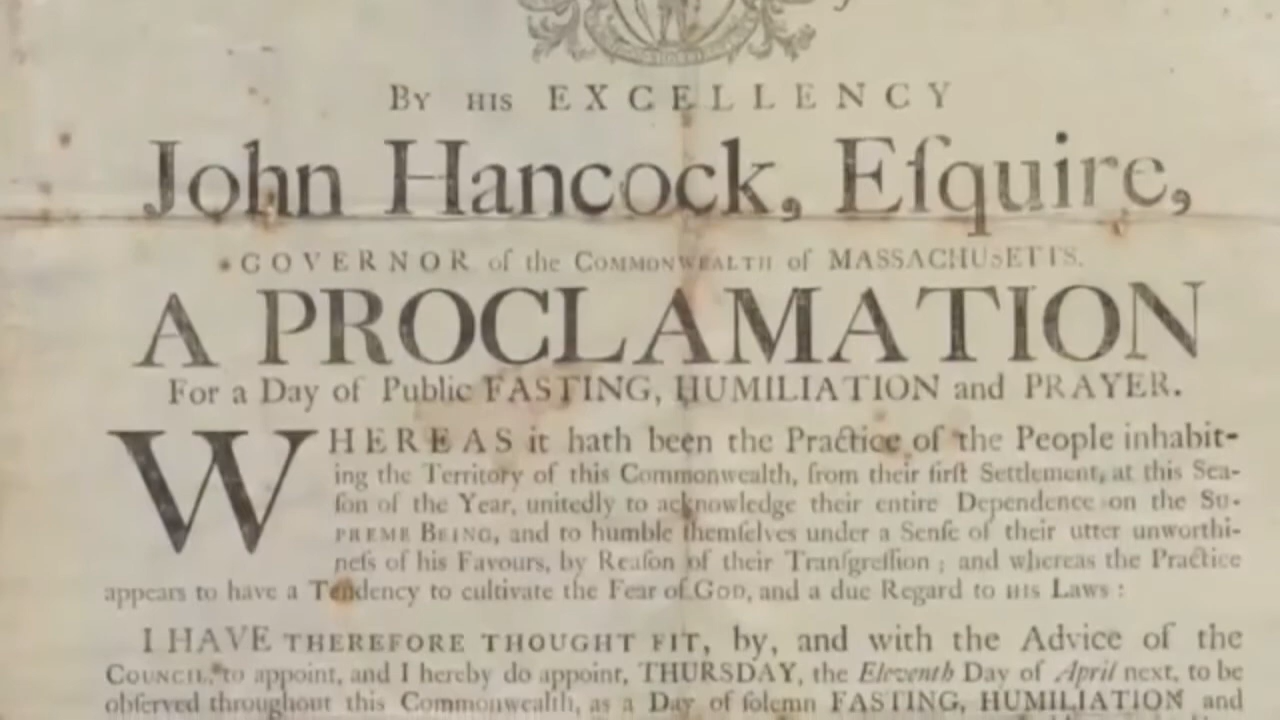 By his EXCELLENCY
John Hancock, Eſquire,
GOVERNOR of the Commonwealth of MASSACHUSETTS.
A PROCLAMATION
For a Day of Public FASTING, HUMILIATION and PRAYER.
WHEREAS it hath been the Practice of the People inhabit-
ing the Territory of this Commonwealth, from their firſt Settlement, at this Sea-
ſon of the Year, unitedly to acknowledge their entire Dependence on the Su-
preme Being, and to humble themſelves under a Senſe of their utter unworthi-
neſs of his Favours, by Reaſon of their Tranſgreſſion ; and whereas the Practice
appears to have a Tendency to cultivate the Fear of God, and a due Regard to his Laws :
I HAVE therefore thought fit, by, and with the Advice of the
Council, to appoint, and I hereby do appoint, THURSDAY, the Eleventh Day of April next, to be
obſerved throughout this Commonwealth, as a Day of ſolemn FASTING, HUMILIATION and